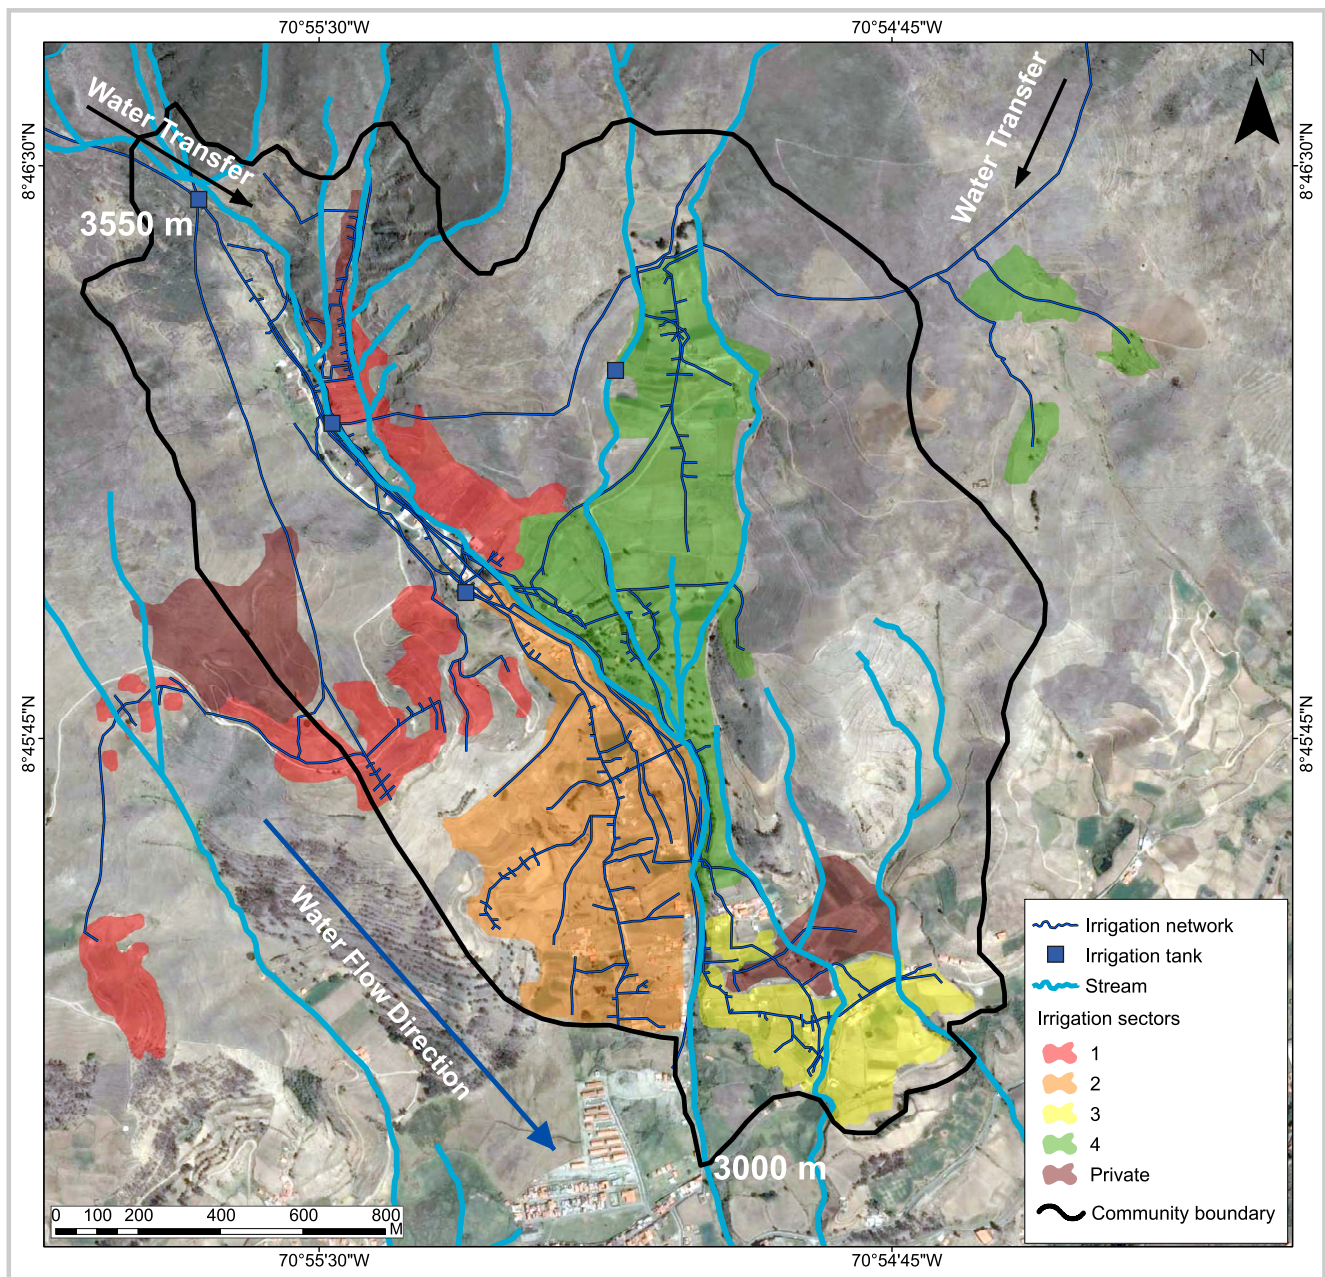 70°55'30"W
70°54'45"W
N
Water Transfer
Water Transfer
8°46'30"N
8°46'30"N
3550 m
8°45'45"N
8°45'45"N
Water Flow Direction
Irrigation network
Irrigation tank
Stream
Irrigation sectors
1
2
3
4
Private
Community boundary
3000 m
0 100 200 400 600 800
M
70°55'30"W
70°54'45"W